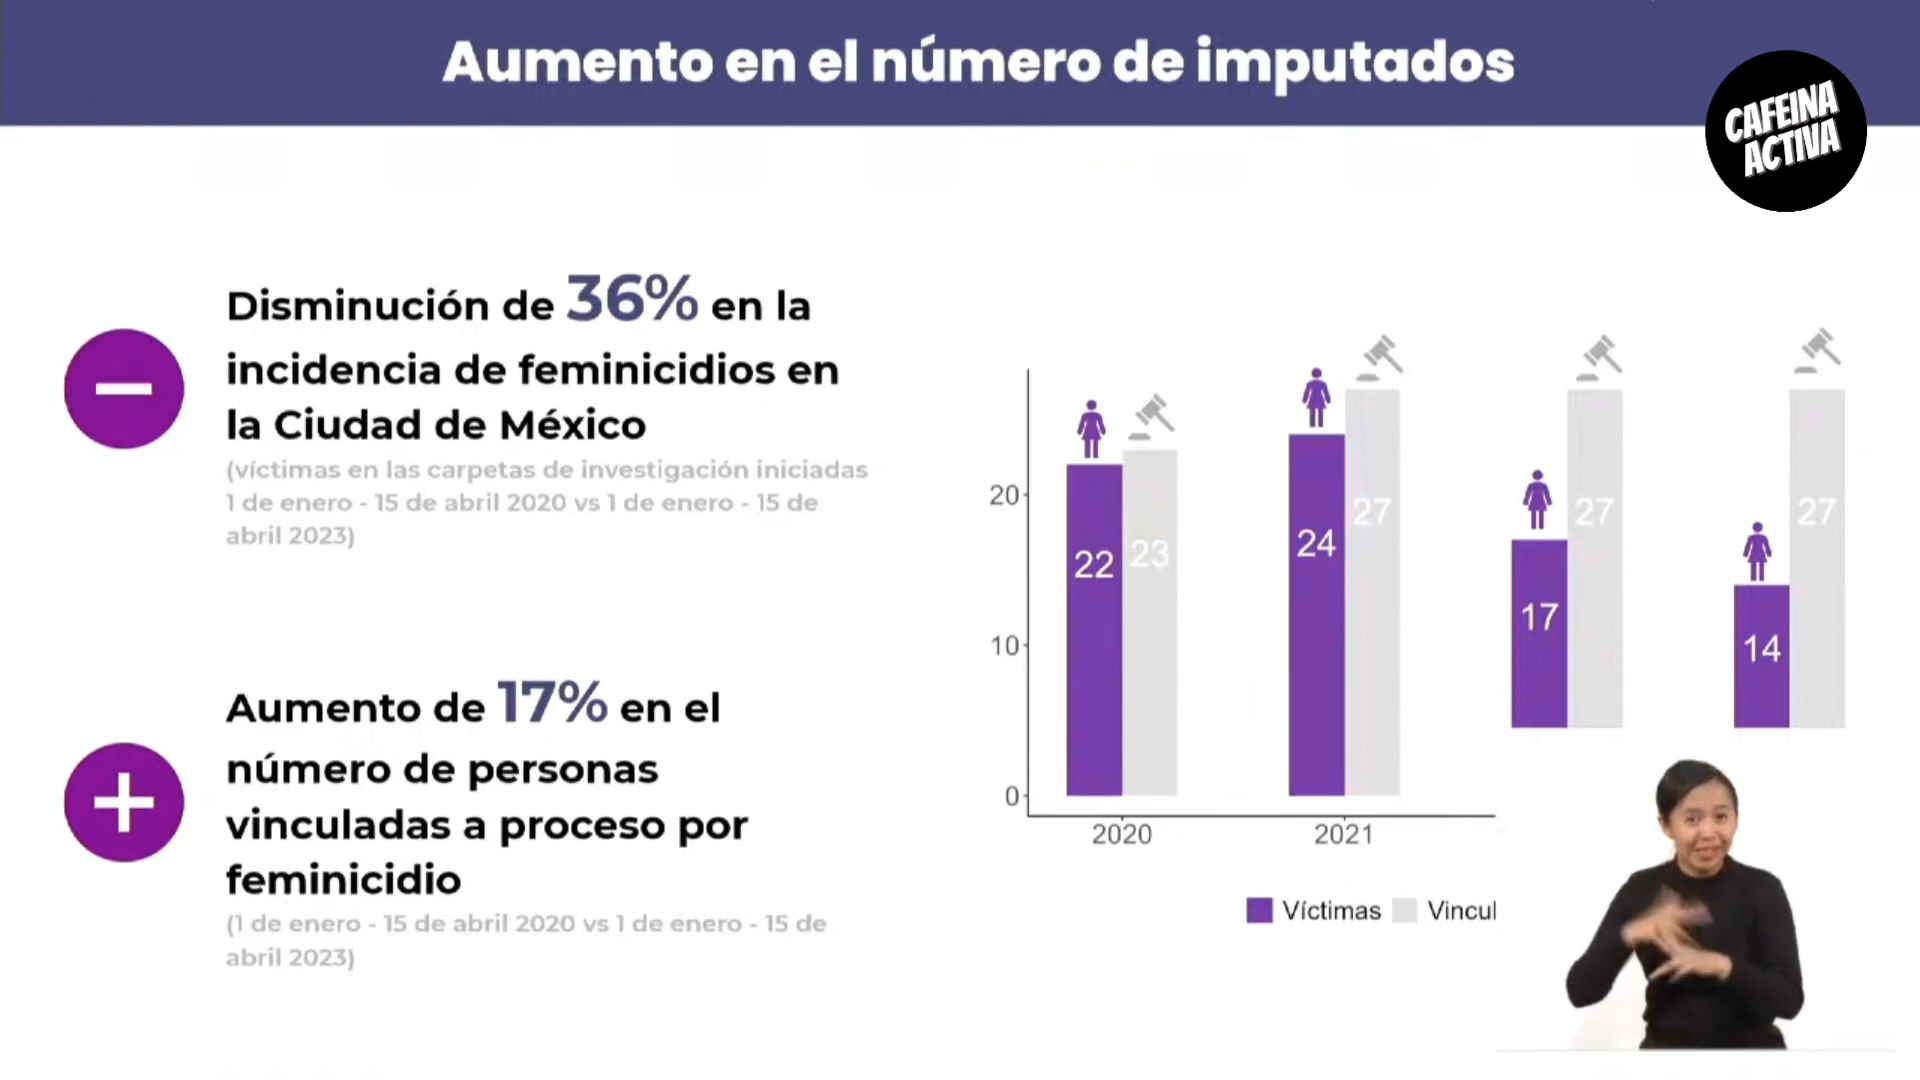 Aumento en el número de imputados
CAFEINA
ACTIVA
Disminución de 36% en la
incidencia de feminicidios en
la Ciudad de México
(víctimas en las carpetas de investigación iniciadas
1 de enero - 15 de abril 2020 vs 1 de enero - 15 de
abril 2023)
Aumento de 17% en el
número de personas
vinculadas a proceso por
feminicidio
(1 de enero - 15 de abril 2020 vs 1 de enero - 15 de
abril 2023)
20
10
0
22 23
24 27
17 27
14 27
2020 2021
Víctimas Vincul